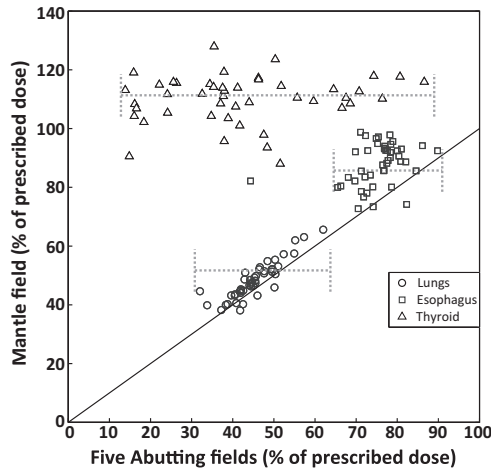 140
120
100
80
60
40
20
0
Mantle field (% of prescribed dose)
Lungs
Esophagus
Thyroid
0 10 20 30 40 50 60 70 80 90 100
Five Abutting fields (% of prescribed dose)